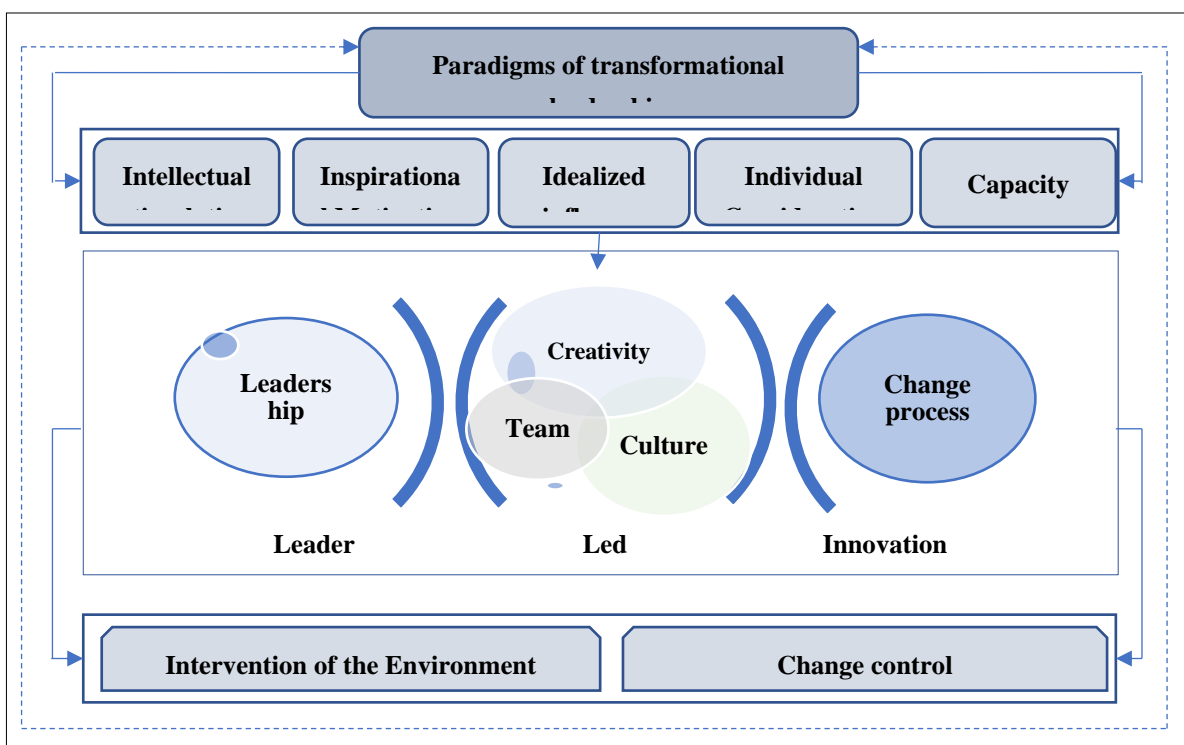 Paradigms of transformational
Intellectual
Inspirationa
Idealized
Individual
Capacity
Creativity
Leaders
hip
Team
Culture
Change
process
Leader
Led
Innovation
Intervention of the Environment
Change control